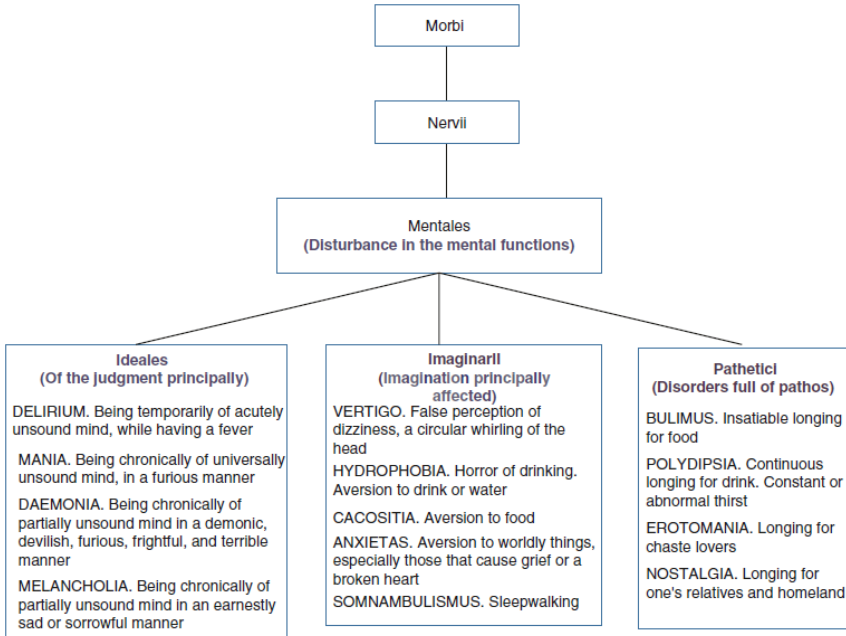 Morbi
Nervii
Mentales
(Disturbance in the mental functions)
Ideales
(Of the judgment principally)
DELIRIUM. Being temporarily of acutely
unsound mind, while having a fever
MANIA. Being chronically of universally
unsound mind, in a furious manner
DAEMONIA. Being chronically of
partially unsound mind in a demonic,
devilish, furious, frightful, and terrible
manner
MELANCHOLIA. Being chronically of
partially unsound mind in an earnestly
sad or sorrowful manner
Imaginarll
(Imagination principally
affected)
VERTIGO. False perception of
dizziness, a circular whirling of the
head
HYDROPHOBIA. Horror of drinking.
Aversion to drink or water
CACOSITIA. Aversion to food
ANXIETAS. Aversion to worldly things,
especially those that cause grief or a
broken heart
SOMNAMBULISMUS. Sleepwalking
Pathetici
(Disorders full of pathos)
BULIMUS. Insatiable longing
for food
POLYDIPSIA. Continuous
longing for drink. Constant or
abnormal thirst
EROTOMANIA. Longing for
chaste lovers
NOSTALGIA. Longing for
one's relatives and homeland